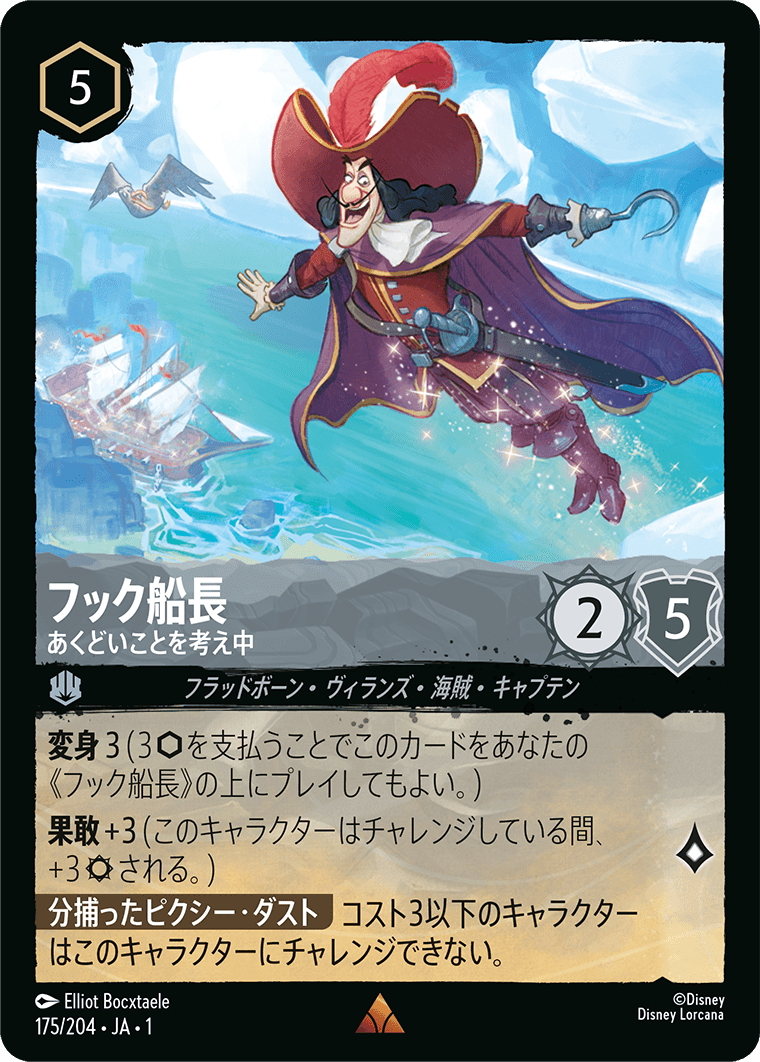 5
フック船長
あくどいことを考え中
2
5
フラッドボーン・ヴィランズ・海賊・キャプテン
変身 3 (3⬡を支払うことでこのカードをあなたの
《フック船長》の上にプレイしてもよい。)
果敢 +3 (このキャラクターはチャレンジしている間、
+3¤される。)
分捕ったピクシー・ダスト コスト3以下のキャラクター
はこのキャラクターにチャレンジできない。
Elliot Bocxtaele
175/204・JA・1
©Disney
Disney Lorcana